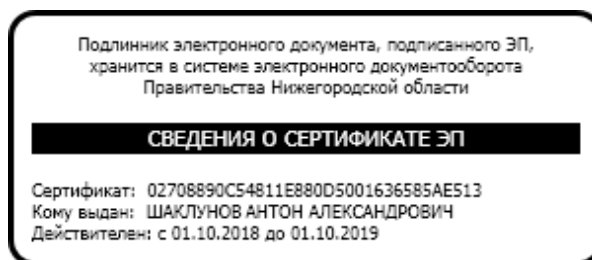 Подлинник электронного документа, подписанного ЭП,
хранится в системе электронного документооборота
Правительства Нижегородской области
СВЕДЕНИЯ О СЕРТИФИКАТЕ ЭП
Сертификат: 02708890C54811E880D5001636585AE513
Кому выдан: ШАКЛУНОВ АНТОН АЛЕКСАНДРОВИЧ
Действителен: с 01.10.2018 до 01.10.2019